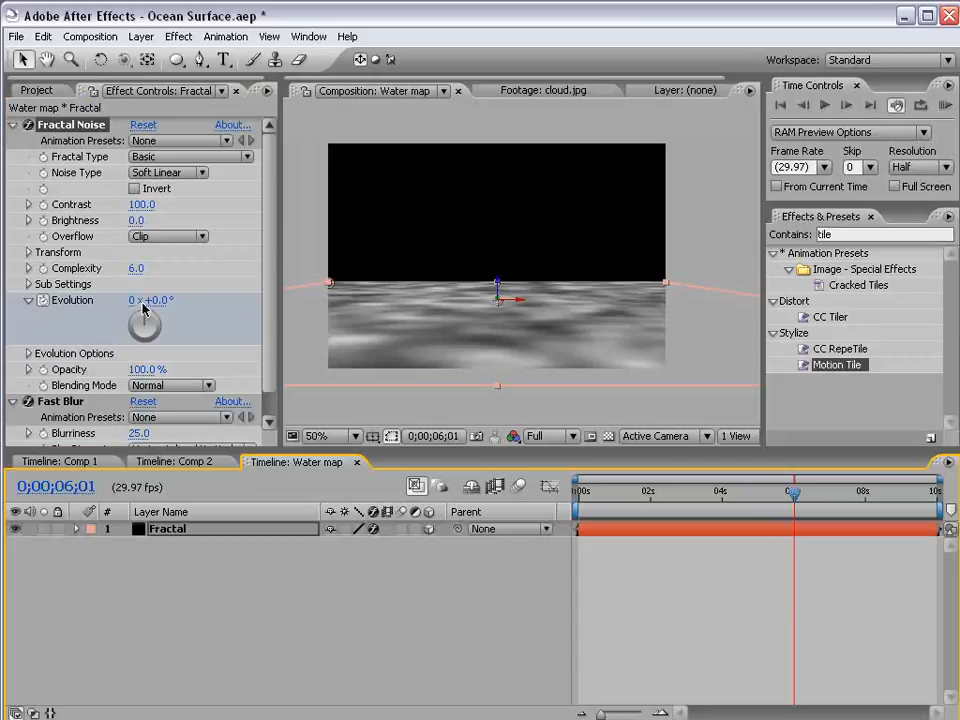 Adobe After Effects - Ocean Surface.aep *
File Edit Composition Layer Effect Animation View Window Help
Workspace: Standard
Project Effect Controls: Fractal
Water map * Fractal
Fractal Noise Reset About...
Animation Presets: None
Fractal Type Basic
Noise Type Soft Linear
Invert
Contrast 100.0
Brightness 0.0
Overflow Clip
Transform
Complexity 6.0
Sub Settings
Evolution 0 x +0.0 °
Evolution Options
Opacity 100.0 %
Blending Mode Normal
Fast Blur Reset About...
Animation Presets: None
Blurriness 25.0
Composition: Water map Footage: cloud.jpg Layer: (none)
50% 0;00;06;01 Full Active Camera 1 View
Time Controls
RAM Preview Options
Frame Rate Skip Resolution
(29.97) 0 Half
From Current Time Full Screen
Effects & Presets
Contains: tile
* Animation Presets
Image - Special Effects
Cracked Tiles
Distort
CC Tiler
Stylize
CC RepeTile
Motion Tile
Timeline: Comp 1 Timeline: Comp 2 Timeline: Water map
0;00;06;01 (29.97 fps)
:00s 02s 04s 08s 10s
# Layer Name Parent
1 Fractal None